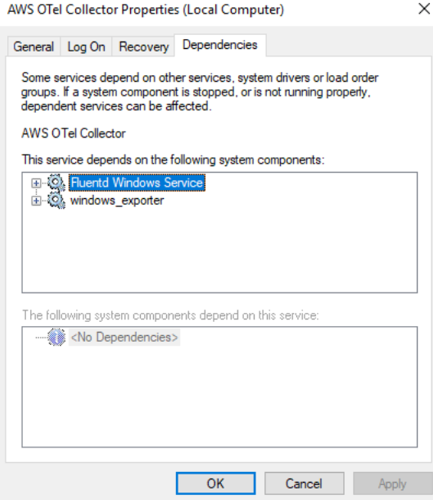 AWS OTel Collector Properties (Local Computer)
General Log On Recovery Dependencies
Some services depend on other services, system drivers or load order
groups. If a system component is stopped, or is not running properly,
dependent services can be affected.
AWS OTel Collector
This service depends on the following system components:
Fluentd Windows Service
windows_exporter
The following system components depend on this service:
<No Dependencies>
OK Cancel Apply